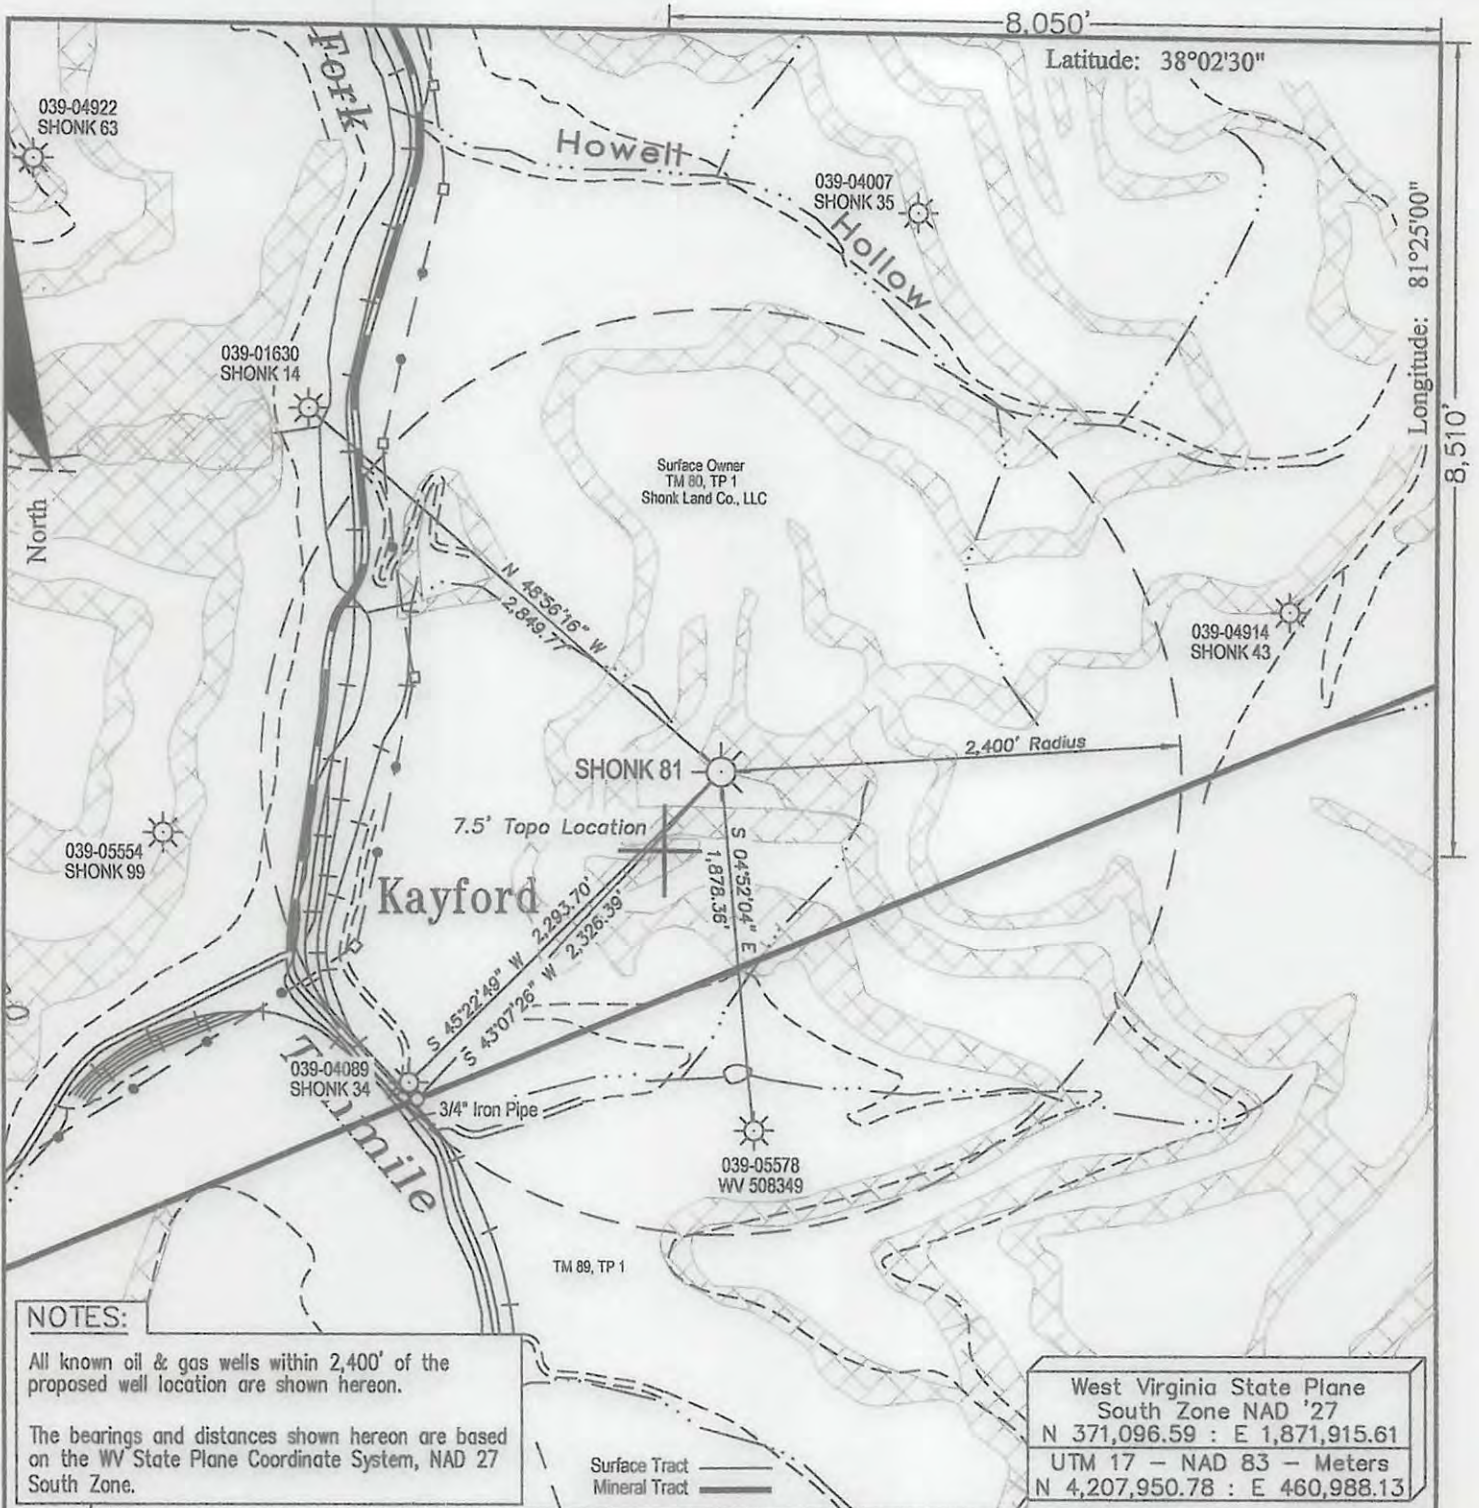 8,050'
Latitude: 38°02'30"
Fork
039-04922
SHONK 63
Howell
Hollow
039-04007
SHONK 35
Longitude: 81°25'00"
8,510'
039-01630
SHONK 14
North
Surface Owner
TM 80, TP 1
Shonk Land Co., LLC
N 48°56'16" W
2,849.77'
039-04914
SHONK 43
2,400' Radius
SHONK 81
7.5' Topo Location
039-05554
SHONK 99
Kayford
S 04°52'04" E
1,878.36'
S 45°22'49" W 2,293.70'
S 43°07'26" W 2,326.39'
039-04089
SHONK 34
3/4" Iron Pipe
039-05578
WV 508349
TM 89, TP 1
NOTES:
All known oil & gas wells within 2,400' of the
proposed well location are shown hereon.
The bearings and distances shown hereon are based
on the WV State Plane Coordinate System, NAD 27
South Zone.
Surface Tract
Mineral Tract
West Virginia State Plane
South Zone NAD '27
N 371,096.59 : E 1,871,915.61
UTM 17 - NAD 83 - Meters
N 4,207,950.78 : E 460,988.13